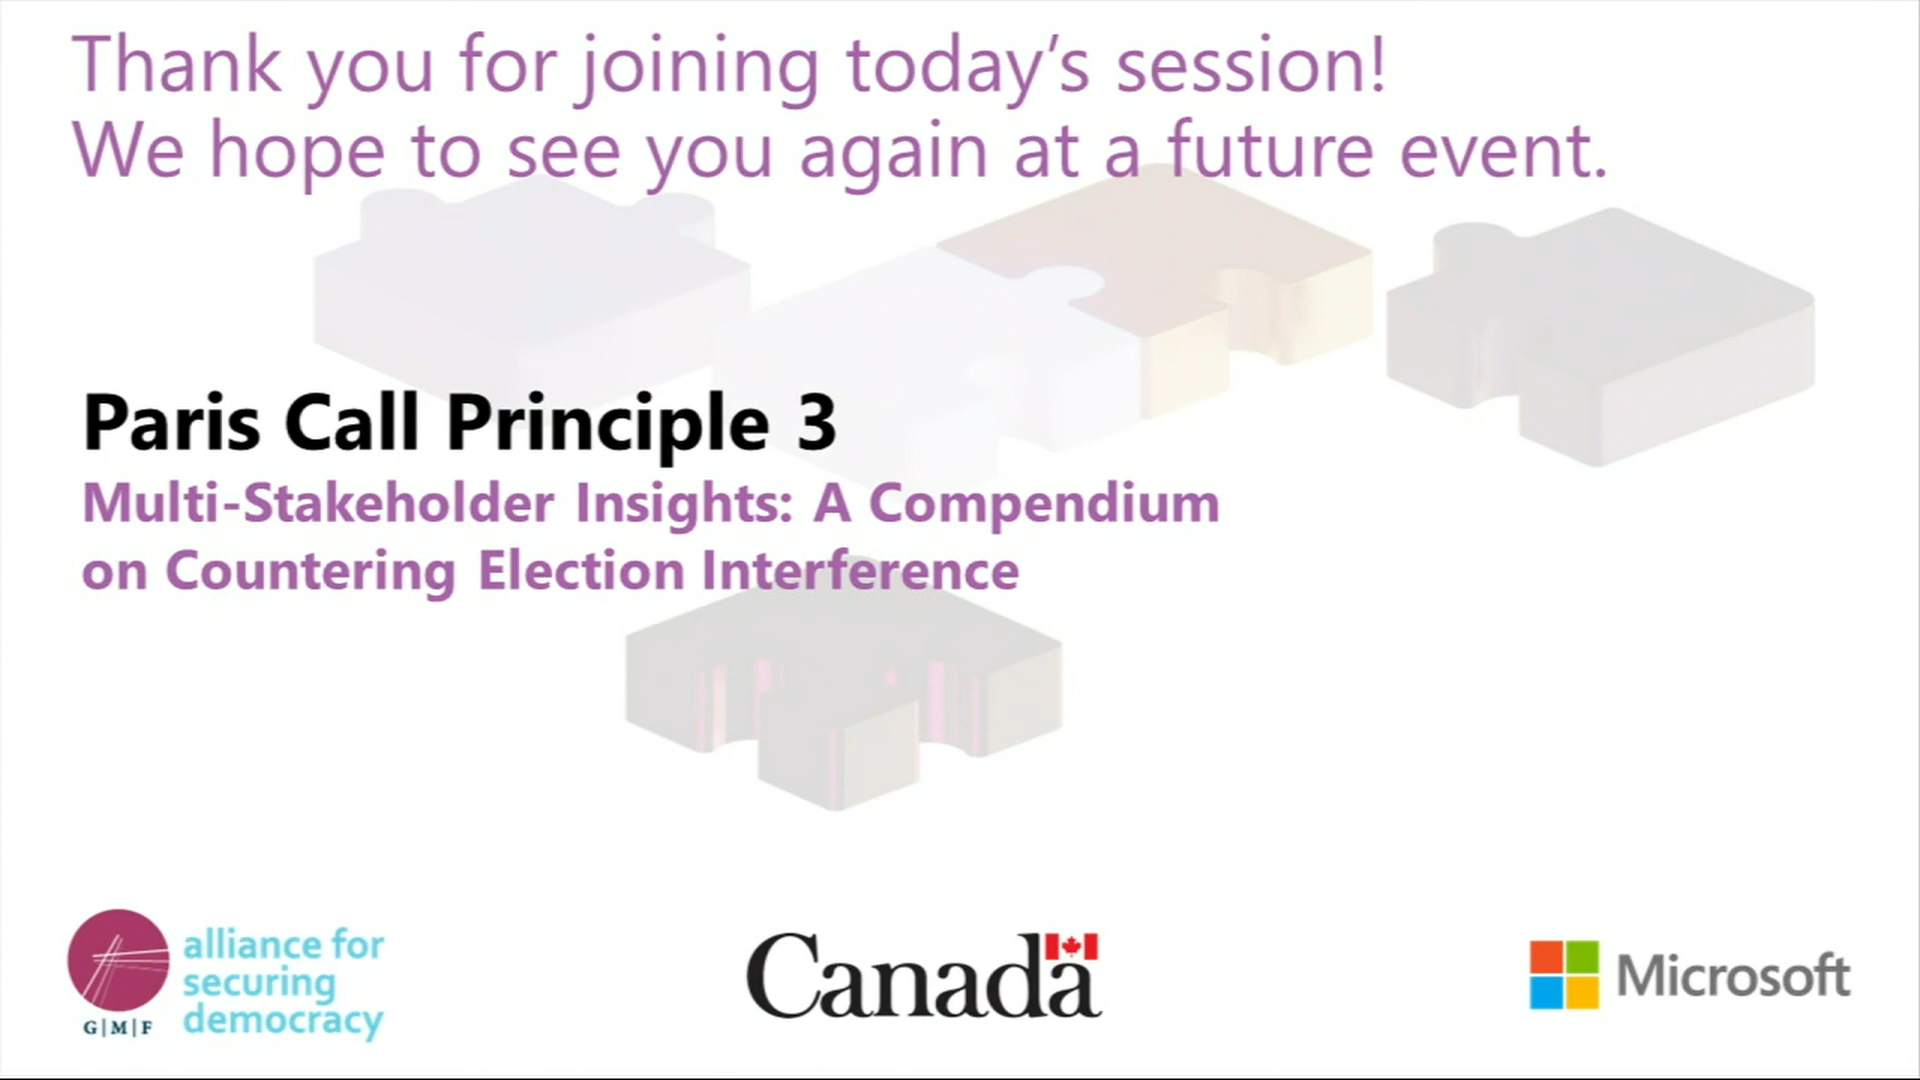 Thank you for joining today’s session!
We hope to see you again at a future event.
Paris Call Principle 3
Multi-Stakeholder Insights: A Compendium
on Countering Election Interference
alliance for
securing
democracy
G|M|F
Canada
Microsoft